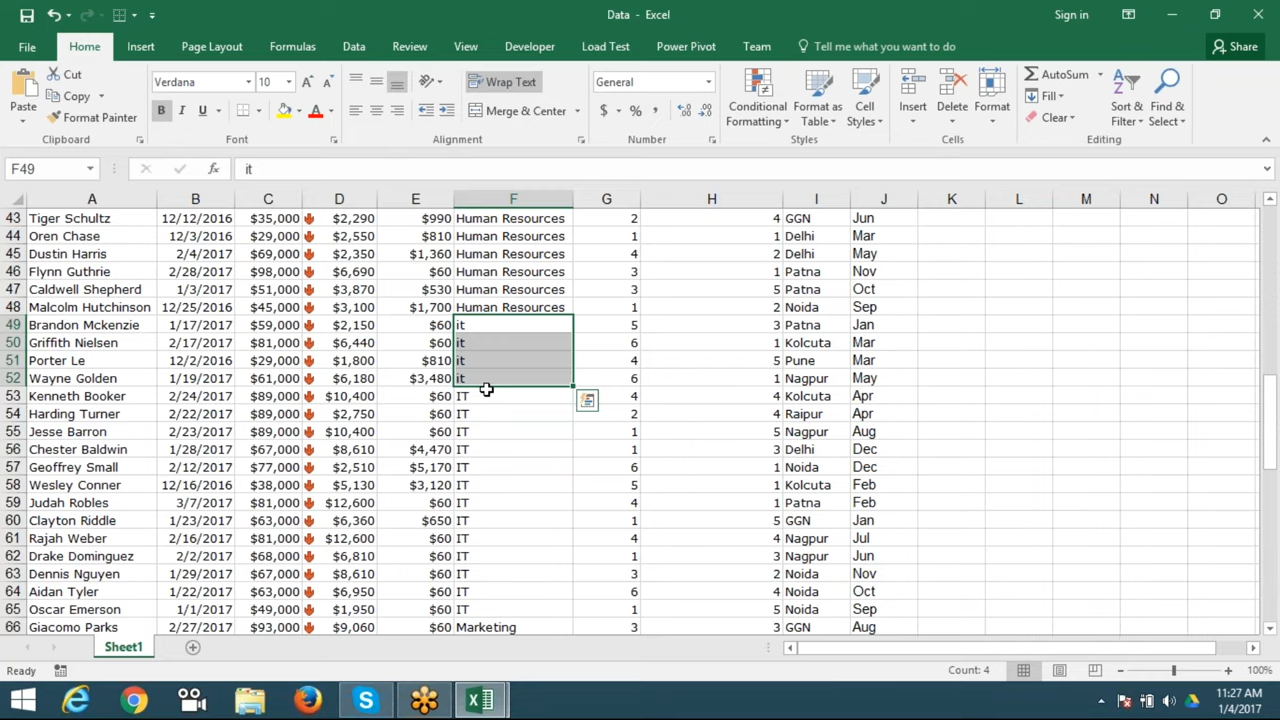 Data - Excel
Sign in
File Home Insert Page Layout Formulas Data Review View Developer Load Test Power Pivot Team Tell me what you want to do Share
Paste Cut Copy Format Painter Clipboard
Verdana 10 B I U A A A Font
Wrap Text Merge & Center Alignment
General $ % , Number
Conditional Formatting Format as Table Cell Styles Styles
Insert Delete Format Cells
AutoSum Fill Clear Sort & Filter Find & Select Editing
F49 fx it
A B C D E F G H I J K L M N O
43 Tiger Schultz 12/12/2016 $35,000 $2,290 $990 Human Resources 2 4 GGN Jun
44 Oren Chase 12/3/2016 $29,000 $2,550 $810 Human Resources 1 1 Delhi Mar
45 Dustin Harris 2/4/2017 $69,000 $2,350 $1,360 Human Resources 4 2 Delhi May
46 Flynn Guthrie 2/28/2017 $98,000 $6,690 $60 Human Resources 3 1 Patna Nov
47 Caldwell Shepherd 1/3/2017 $51,000 $3,870 $530 Human Resources 3 5 Patna Oct
48 Malcolm Hutchinson 12/25/2016 $45,000 $3,100 $1,700 Human Resources 1 2 Noida Sep
49 Brandon Mckenzie 1/17/2017 $59,000 $2,150 $60 it 5 3 Patna Jan
50 Griffith Nielsen 2/17/2017 $81,000 $6,440 $60 it 6 1 Kolcuta Mar
51 Porter Le 12/2/2016 $29,000 $1,800 $810 it 4 5 Pune Mar
52 Wayne Golden 1/19/2017 $61,000 $6,180 $3,480 it 6 1 Nagpur May
53 Kenneth Booker 2/24/2017 $89,000 $10,400 $60 IT 4 4 Kolcuta Apr
54 Harding Turner 2/22/2017 $89,000 $2,750 $60 IT 2 4 Raipur Apr
55 Jesse Barron 2/23/2017 $89,000 $10,400 $60 IT 1 5 Nagpur Aug
56 Chester Baldwin 1/28/2017 $67,000 $8,610 $4,470 IT 1 3 Delhi Dec
57 Geoffrey Small 2/12/2017 $77,000 $2,510 $5,170 IT 6 1 Noida Dec
58 Wesley Conner 12/16/2016 $38,000 $5,130 $3,120 IT 5 1 Kolcuta Feb
59 Judah Robles 3/7/2017 $81,000 $12,600 $60 IT 4 1 Patna Feb
60 Clayton Riddle 1/23/2017 $63,000 $6,360 $650 IT 1 5 GGN Jan
61 Rajah Weber 2/16/2017 $81,000 $12,600 $60 IT 4 4 Nagpur Jul
62 Drake Dominguez 2/2/2017 $68,000 $6,810 $60 IT 1 3 Nagpur Jun
63 Dennis Nguyen 1/29/2017 $67,000 $8,610 $60 IT 3 2 Noida Nov
64 Aidan Tyler 1/22/2017 $63,000 $6,950 $60 IT 6 4 Noida Oct
65 Oscar Emerson 1/1/2017 $49,000 $1,950 $60 IT 1 5 Noida Sep
66 Giacomo Parks 2/27/2017 $93,000 $9,060 $60 Marketing 3 3 GGN Aug
Sheet1
Ready Count: 4 100%
11:27 AM
1/4/2017